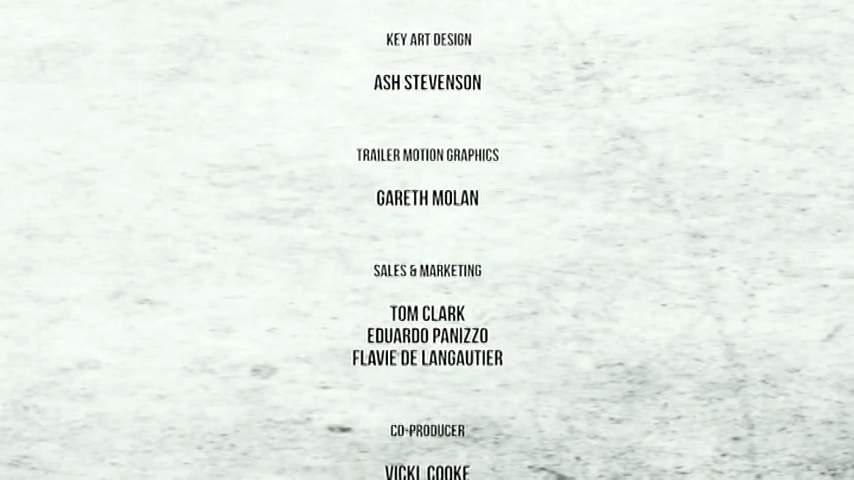 KEY ART DESIGN
ASH STEVENSON
TRAILER MOTION GRAPHICS
GARETH MOLAN
SALES & MARKETING
TOM CLARK
EDUARDO PANIZZO
FLAVIE DE LANGAUTIER
CO-PRODUCER
VICKI COOKE